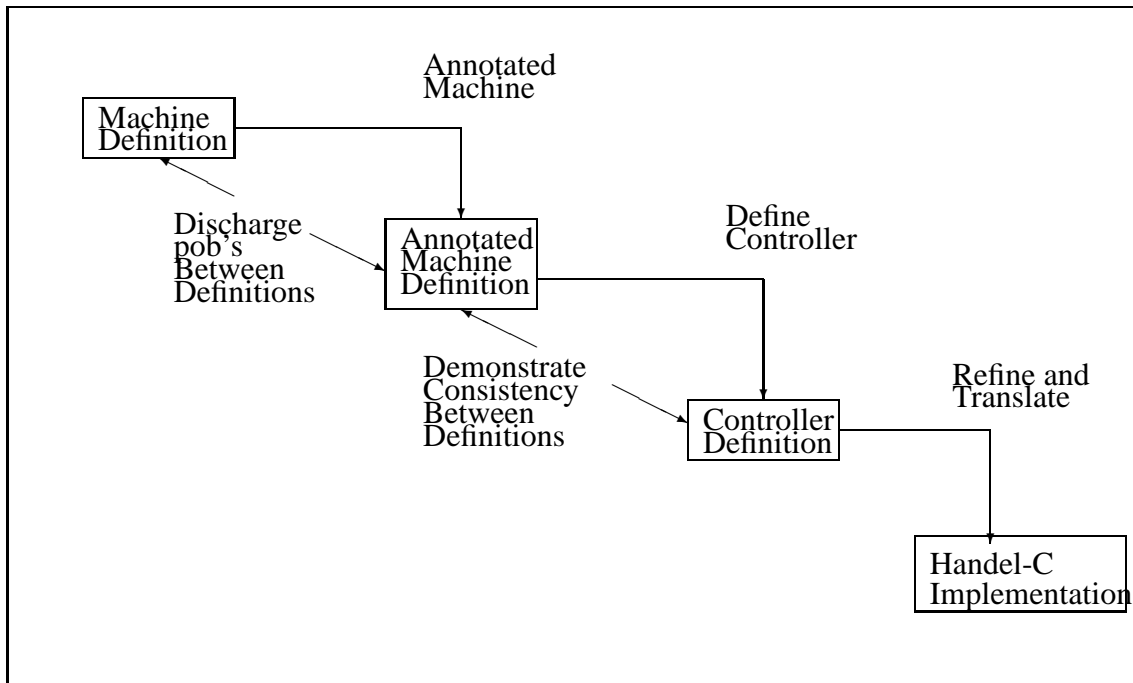 Annotated
Machine
Machine
Definition
Discharge
pob's
Between
Definitions
Annotated
Machine
Definition
Define
Controller
Demonstrate
Consistency
Between
Definitions
Controller
Definition
Refine and
Translate
Handel-C
Implementation